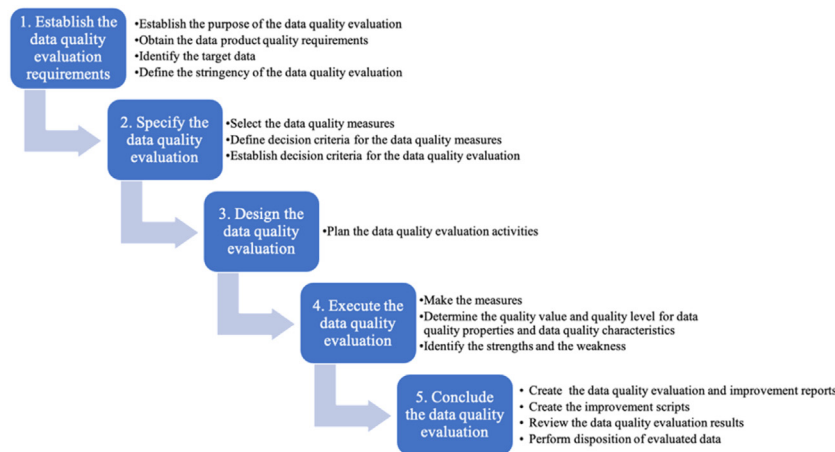 1. Establish the
data quality
evaluation
requirements
•Establish the purpose of the data quality evaluation
•Obtain the data product quality requirements
•Identify the target data
•Define the stringency of the data quality evaluation
2. Specify the
data quality
evaluation
•Select the data quality measures
•Define decision criteria for the data quality measures
•Establish decision criteria for the data quality evaluation
3. Design the
data quality
evaluation
•Plan the data quality evaluation activities
4. Execute the
data quality
evaluation
•Make the measures
•Determine the quality value and quality level for data
quality properties and data quality characteristics
•Identify the strengths and the weakness
5. Conclude
the data quality
evaluation
• Create the data quality evaluation and improvement reports
• Create the improvement scripts
• Review the data quality evaluation results
• Perform disposition of evaluated data